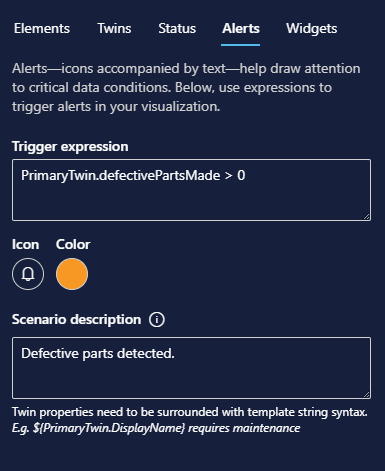 Elements Twins Status Alerts Widgets
Alerts—icons accompanied by text—help draw attention
to critical data conditions. Below, use expressions to
trigger alerts in your visualization.
Trigger expression
PrimaryTwin.defectivePartsMade > 0
Icon Color
Scenario description
Defective parts detected.
Twin properties need to be surrounded with template string syntax.
E.g. ${PrimaryTwin.DisplayName} requires maintenance